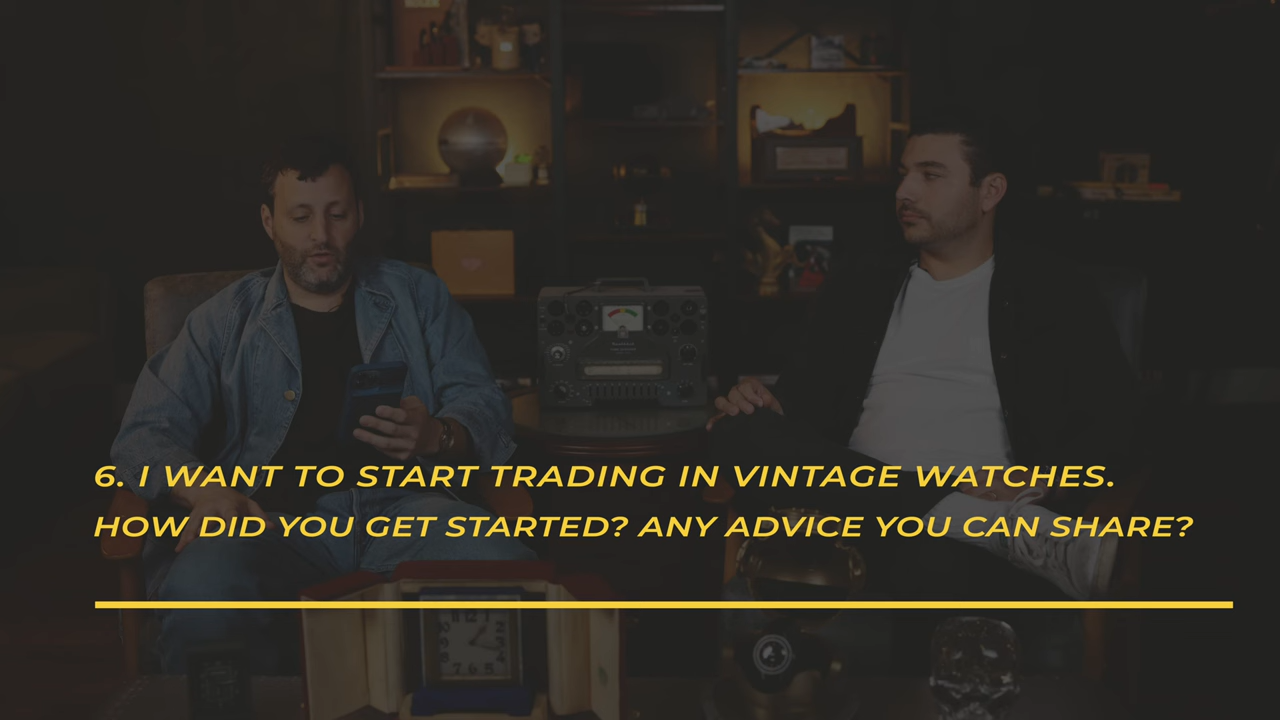 6. I WANT TO START TRADING IN VINTAGE WATCHES.
HOW DID YOU GET STARTED? ANY ADVICE YOU CAN SHARE?